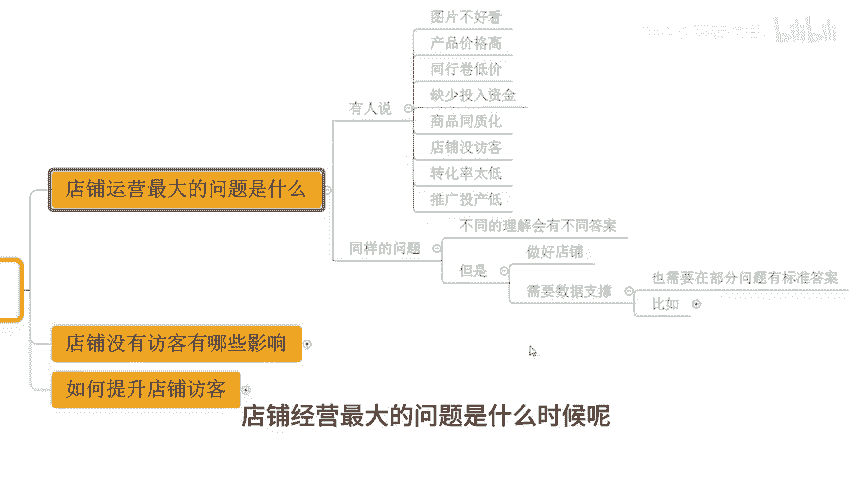 图片不好看
产品价格高
同行卷低价
有人说
缺少投入资金
商品同质化
店铺没访客
转化率太低
推广投产低
店铺运营最大的问题是什么
同样的问题
不同的理解会有不同答案
但是
做好店铺
需要数据支撑
也需要在部分问题有标准答案
比如
店铺没有访客有哪些影响
如何提升店铺访客
店铺经营最大的问题是什么时候呢
bilibili